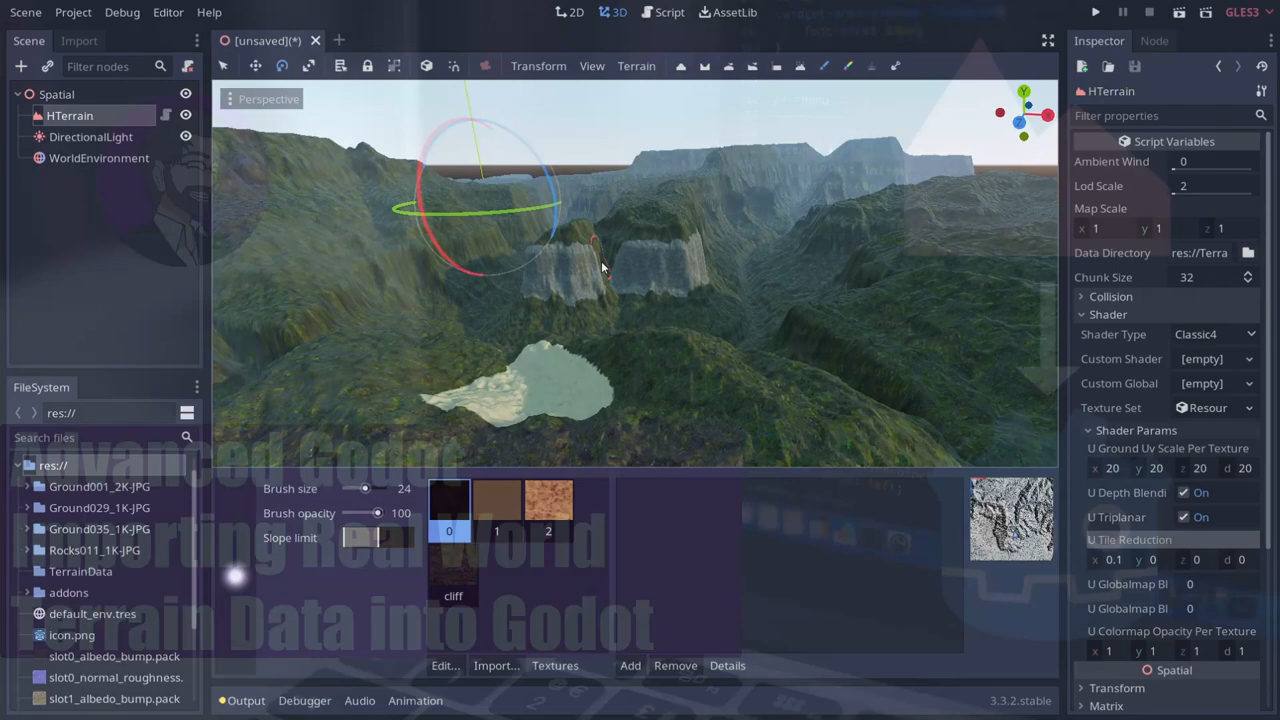 Scene Project Debug Editor Help
2D 3D Script AssetLib
GLES3
Scene Import
[unsaved](*)
Inspector Node
Filter nodes
Transform View Terrain
Spatial
HTerrain
DirectionalLight
WorldEnvironment
Perspective
Y
X
Z
HTerrain
Filter properties
Script Variables
Ambient Wind 0
Lod Scale 2
Map Scale
x 1 y 1 z 1
Data Directory res://Terra
Chunk Size 32
Collision
Shader
Shader Type Classic4
Custom Shader [empty]
Custom Global [empty]
Texture Set Resour
Shader Params
U Ground Uv Scale Per Texture
x 20 y 20 z 20 d 20
U Depth Blendi On
U Triplanar On
U Tile Reduction
x 0.1 y 0 z 0 d 0
U Globalmap Bl 0
U Globalmap Bl 0
U Colormap Opacity Per Texture
x 1 y 1 z 1 d 1
Spatial
Transform
Matrix
FileSystem
res://
Search files
res://
Ground001_2K-JPG
Ground029_1K-JPG
Ground035_1K-JPG
Rocks011_1K-JPG
TerrainData
addons
default_env.tres
icon.png
slot0_albedo_bump.pack
slot0_normal_roughness.
slot1_albedo_bump.pack
Advanced Godot
Importing Real World
Terrain Data into Godot
Brush size 24
Brush opacity 100
Slope limit
0 1 2
cliff
Edit... Import... Textures
Add Remove Details
Output Debugger Audio Animation
3.3.2.stable